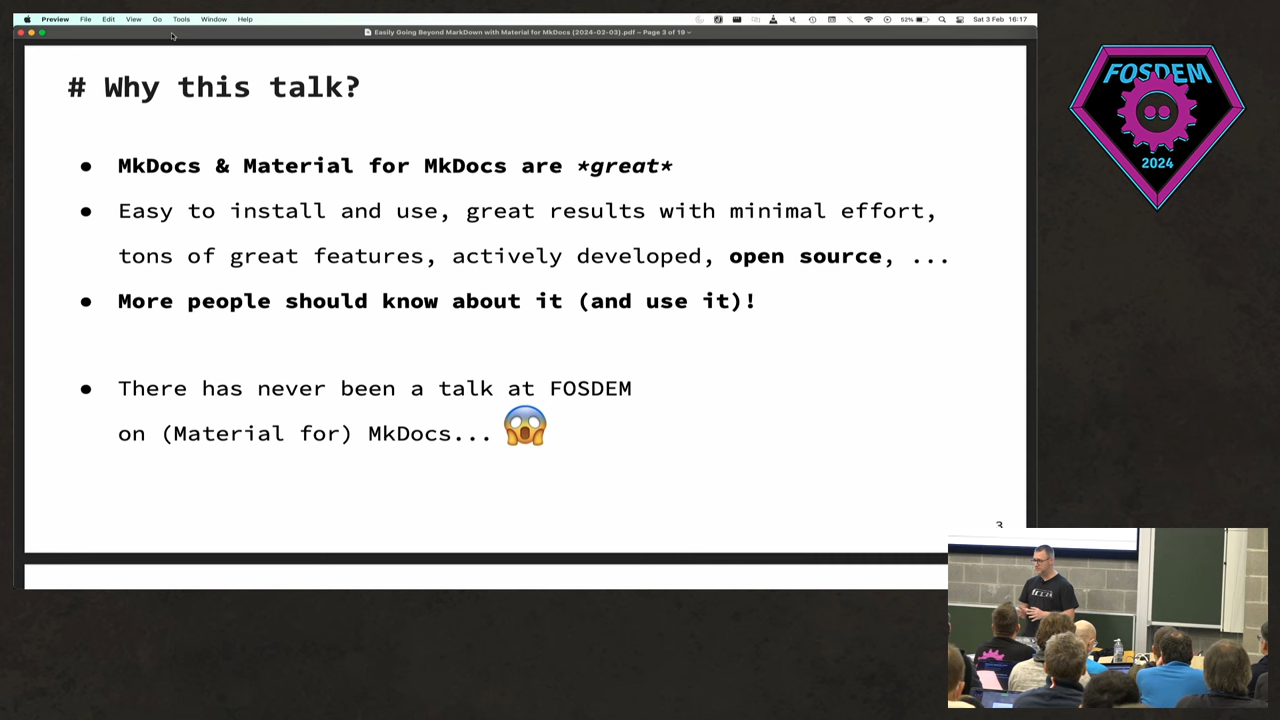 Preview File Edit View Go Tools Window Help 52% Sat 3 Feb 16:17
Easily Going Beyond MarkDown with Material for MkDocs (2024-02-03).pdf – Page 3 of 19
# Why this talk?
● MkDocs & Material for MkDocs are *great*
● Easy to install and use, great results with minimal effort,
tons of great features, actively developed, open source, ...
● More people should know about it (and use it)!
● There has never been a talk at FOSDEM
on (Material for) MkDocs...
3
FOSDEM
2024